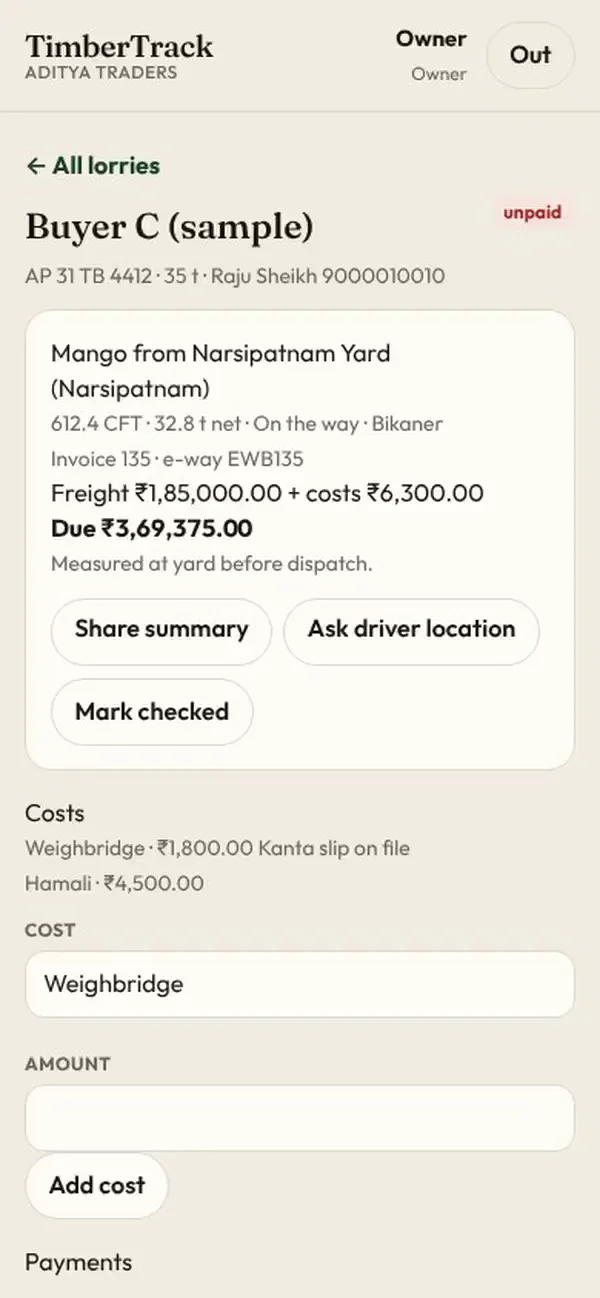 TimberTrack
ADITYA TRADERS
Owner
Owner
Out
← All lorries
Buyer C (sample)
unpaid
AP 31 TB 4412 · 35 t · Raju Sheikh 9000010010
Mango from Narsipatnam Yard
(Narsipatnam)
612.4 CFT · 32.8 t net · On the way · Bikaner
Invoice 135 · e-way EWB135
Freight ₹1,85,000.00 + costs ₹6,300.00
Due ₹3,69,375.00
Measured at yard before dispatch.
Share summary
Ask driver location
Mark checked
Costs
Weighbridge · ₹1,800.00 Kanta slip on file
Hamali · ₹4,500.00
COST
Weighbridge
AMOUNT
Add cost
Payments